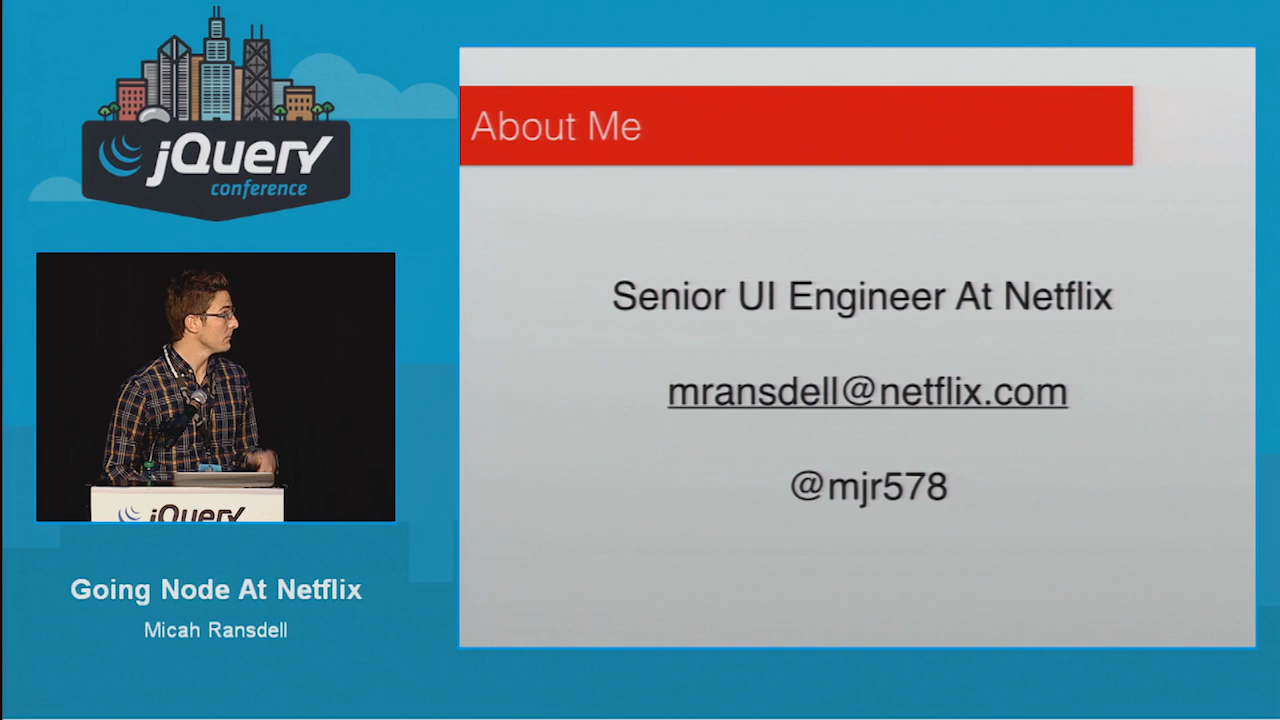 jQuery
conference
jQuery
Going Node At Netflix
Micah Ransdell
About Me
Senior UI Engineer At Netflix
mransdell@netflix.com
@mjr578